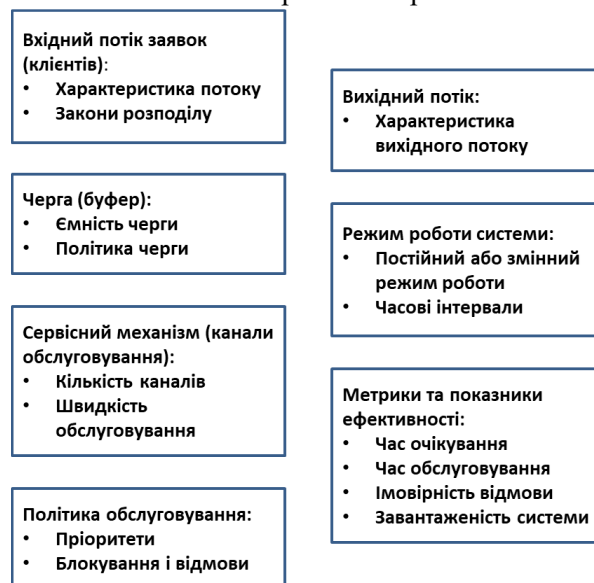 Вхідний потік заявок
(клієнтів):
• Характеристика потоку
• Закони розподілу
Черга (буфер):
• Ємність черги
• Політика черги
Сервісний механізм (канали
обслуговування):
• Кількість каналів
• Швидкість
обслуговування
Політика обслуговування:
• Пріоритети
• Блокування і відмови
Вихідний потік:
• Характеристика
вихідного потоку
Режим роботи системи:
• Постійний або змінний
режим роботи
• Часові інтервали
Метрики та показники
ефективності:
• Час очікування
• Час обслуговування
• Імовірність відмови
• Завантаженість системи